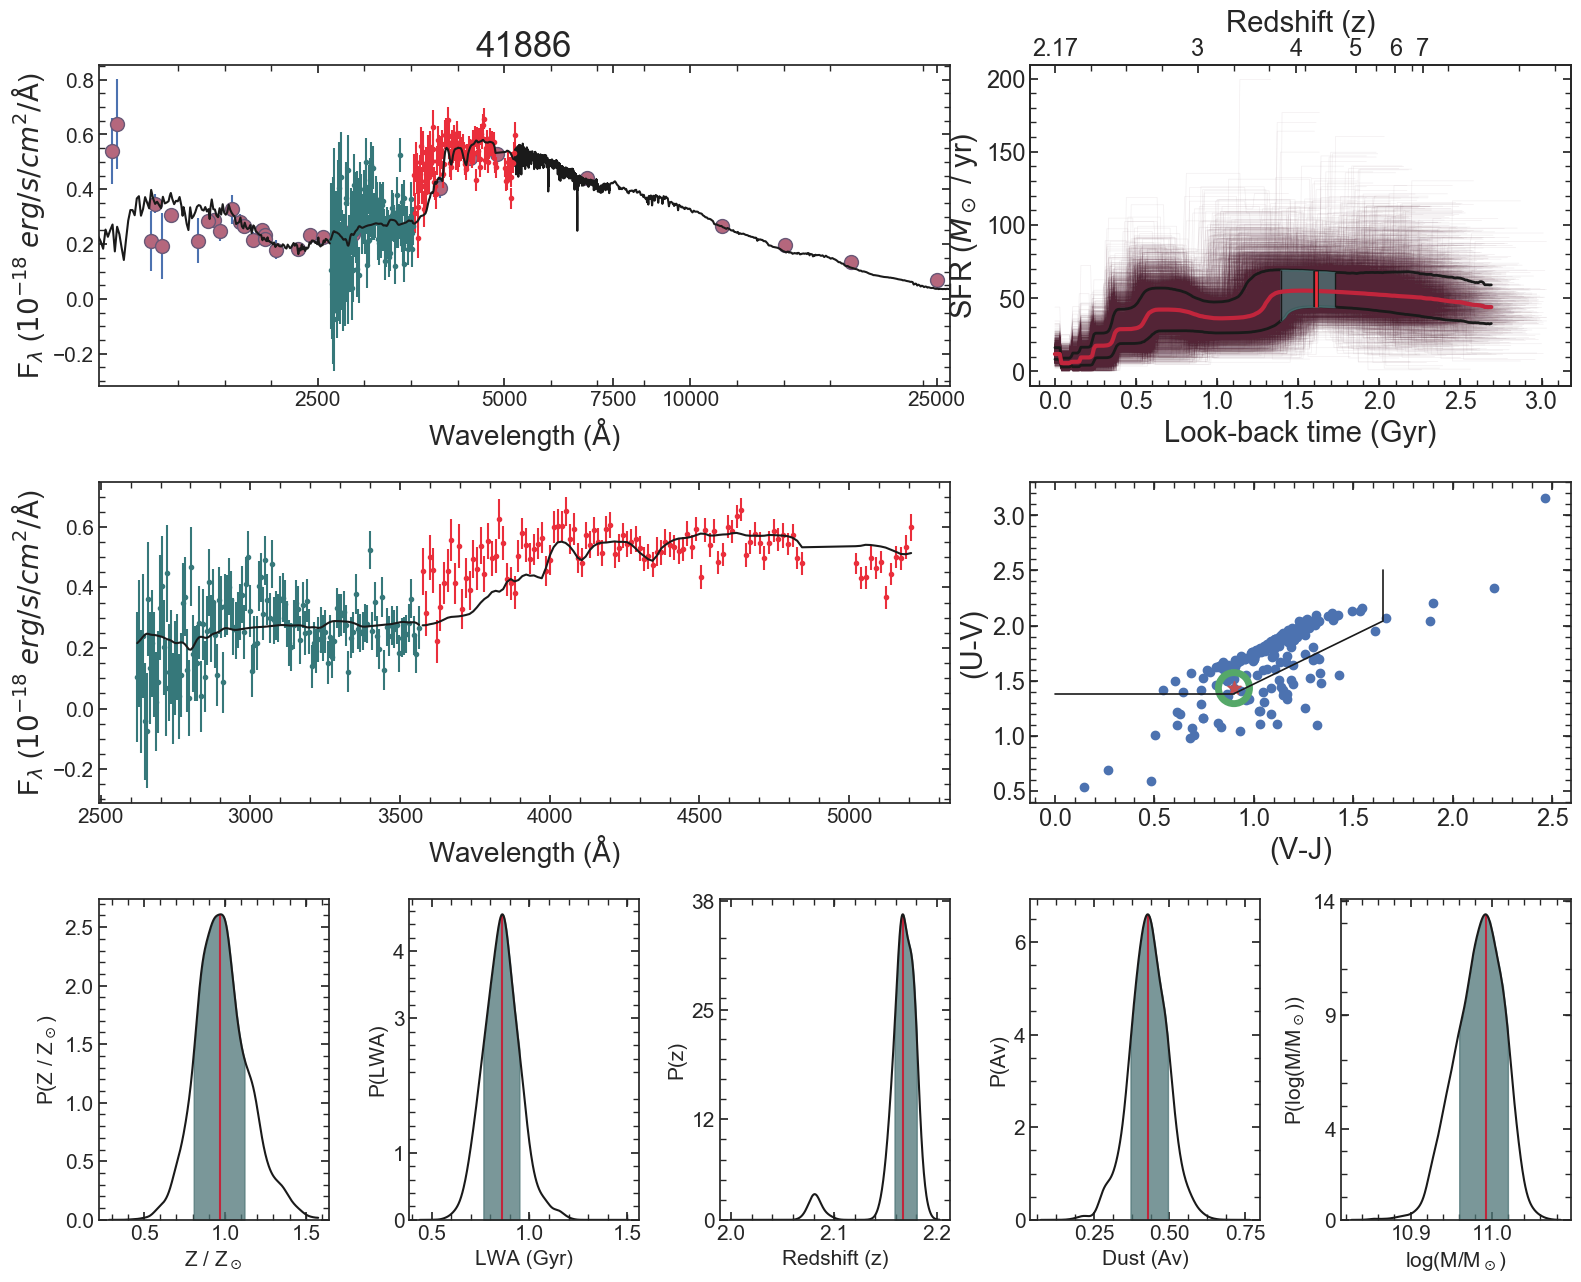 41886
0.8
0.6
0.4
0.2
0.0
−0.2
F_λ (10^−18 erg/s/cm^2/Å)
2500 5000 7500 10000 25000
Wavelength (Å)
Redshift (z)
2.17 3 4 5 6 7
200
150
100
50
0
SFR (M_⊙ / yr)
0.0 0.5 1.0 1.5 2.0 2.5 3.0
Look-back time (Gyr)
0.6
0.4
0.2
0.0
−0.2
F_λ (10^−18 erg/s/cm^2/Å)
2500 3000 3500 4000 4500 5000
Wavelength (Å)
3.0
2.5
2.0
1.5
1.0
0.5
(U-V)
0.0 0.5 1.0 1.5 2.0 2.5
(V-J)
2.5
2.0
1.5
1.0
0.5
0.0
P(Z / Z_⊙)
0.5 1.0 1.5
Z / Z_⊙
4
3
1
0
P(LWA)
0.5 1.0 1.5
LWA (Gyr)
38
25
12
0
P(z)
2.0 2.1 2.2
Redshift (z)
6
4
2
0
P(Av)
0.25 0.50 0.75
Dust (Av)
14
9
4
0
P(log(M/M_⊙))
10.9 11.0
log(M/M_⊙)